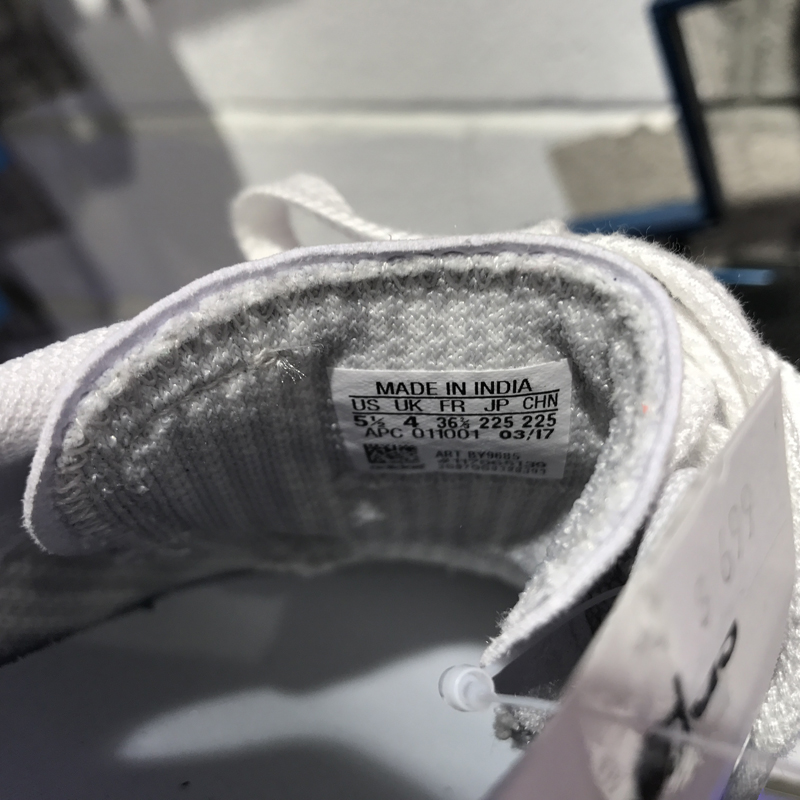 MADE IN INDIA
US UK FR JP CHN
5½ 4 36⅔ 225 225
APC 011001 03/17
ART BY9685
$ 699